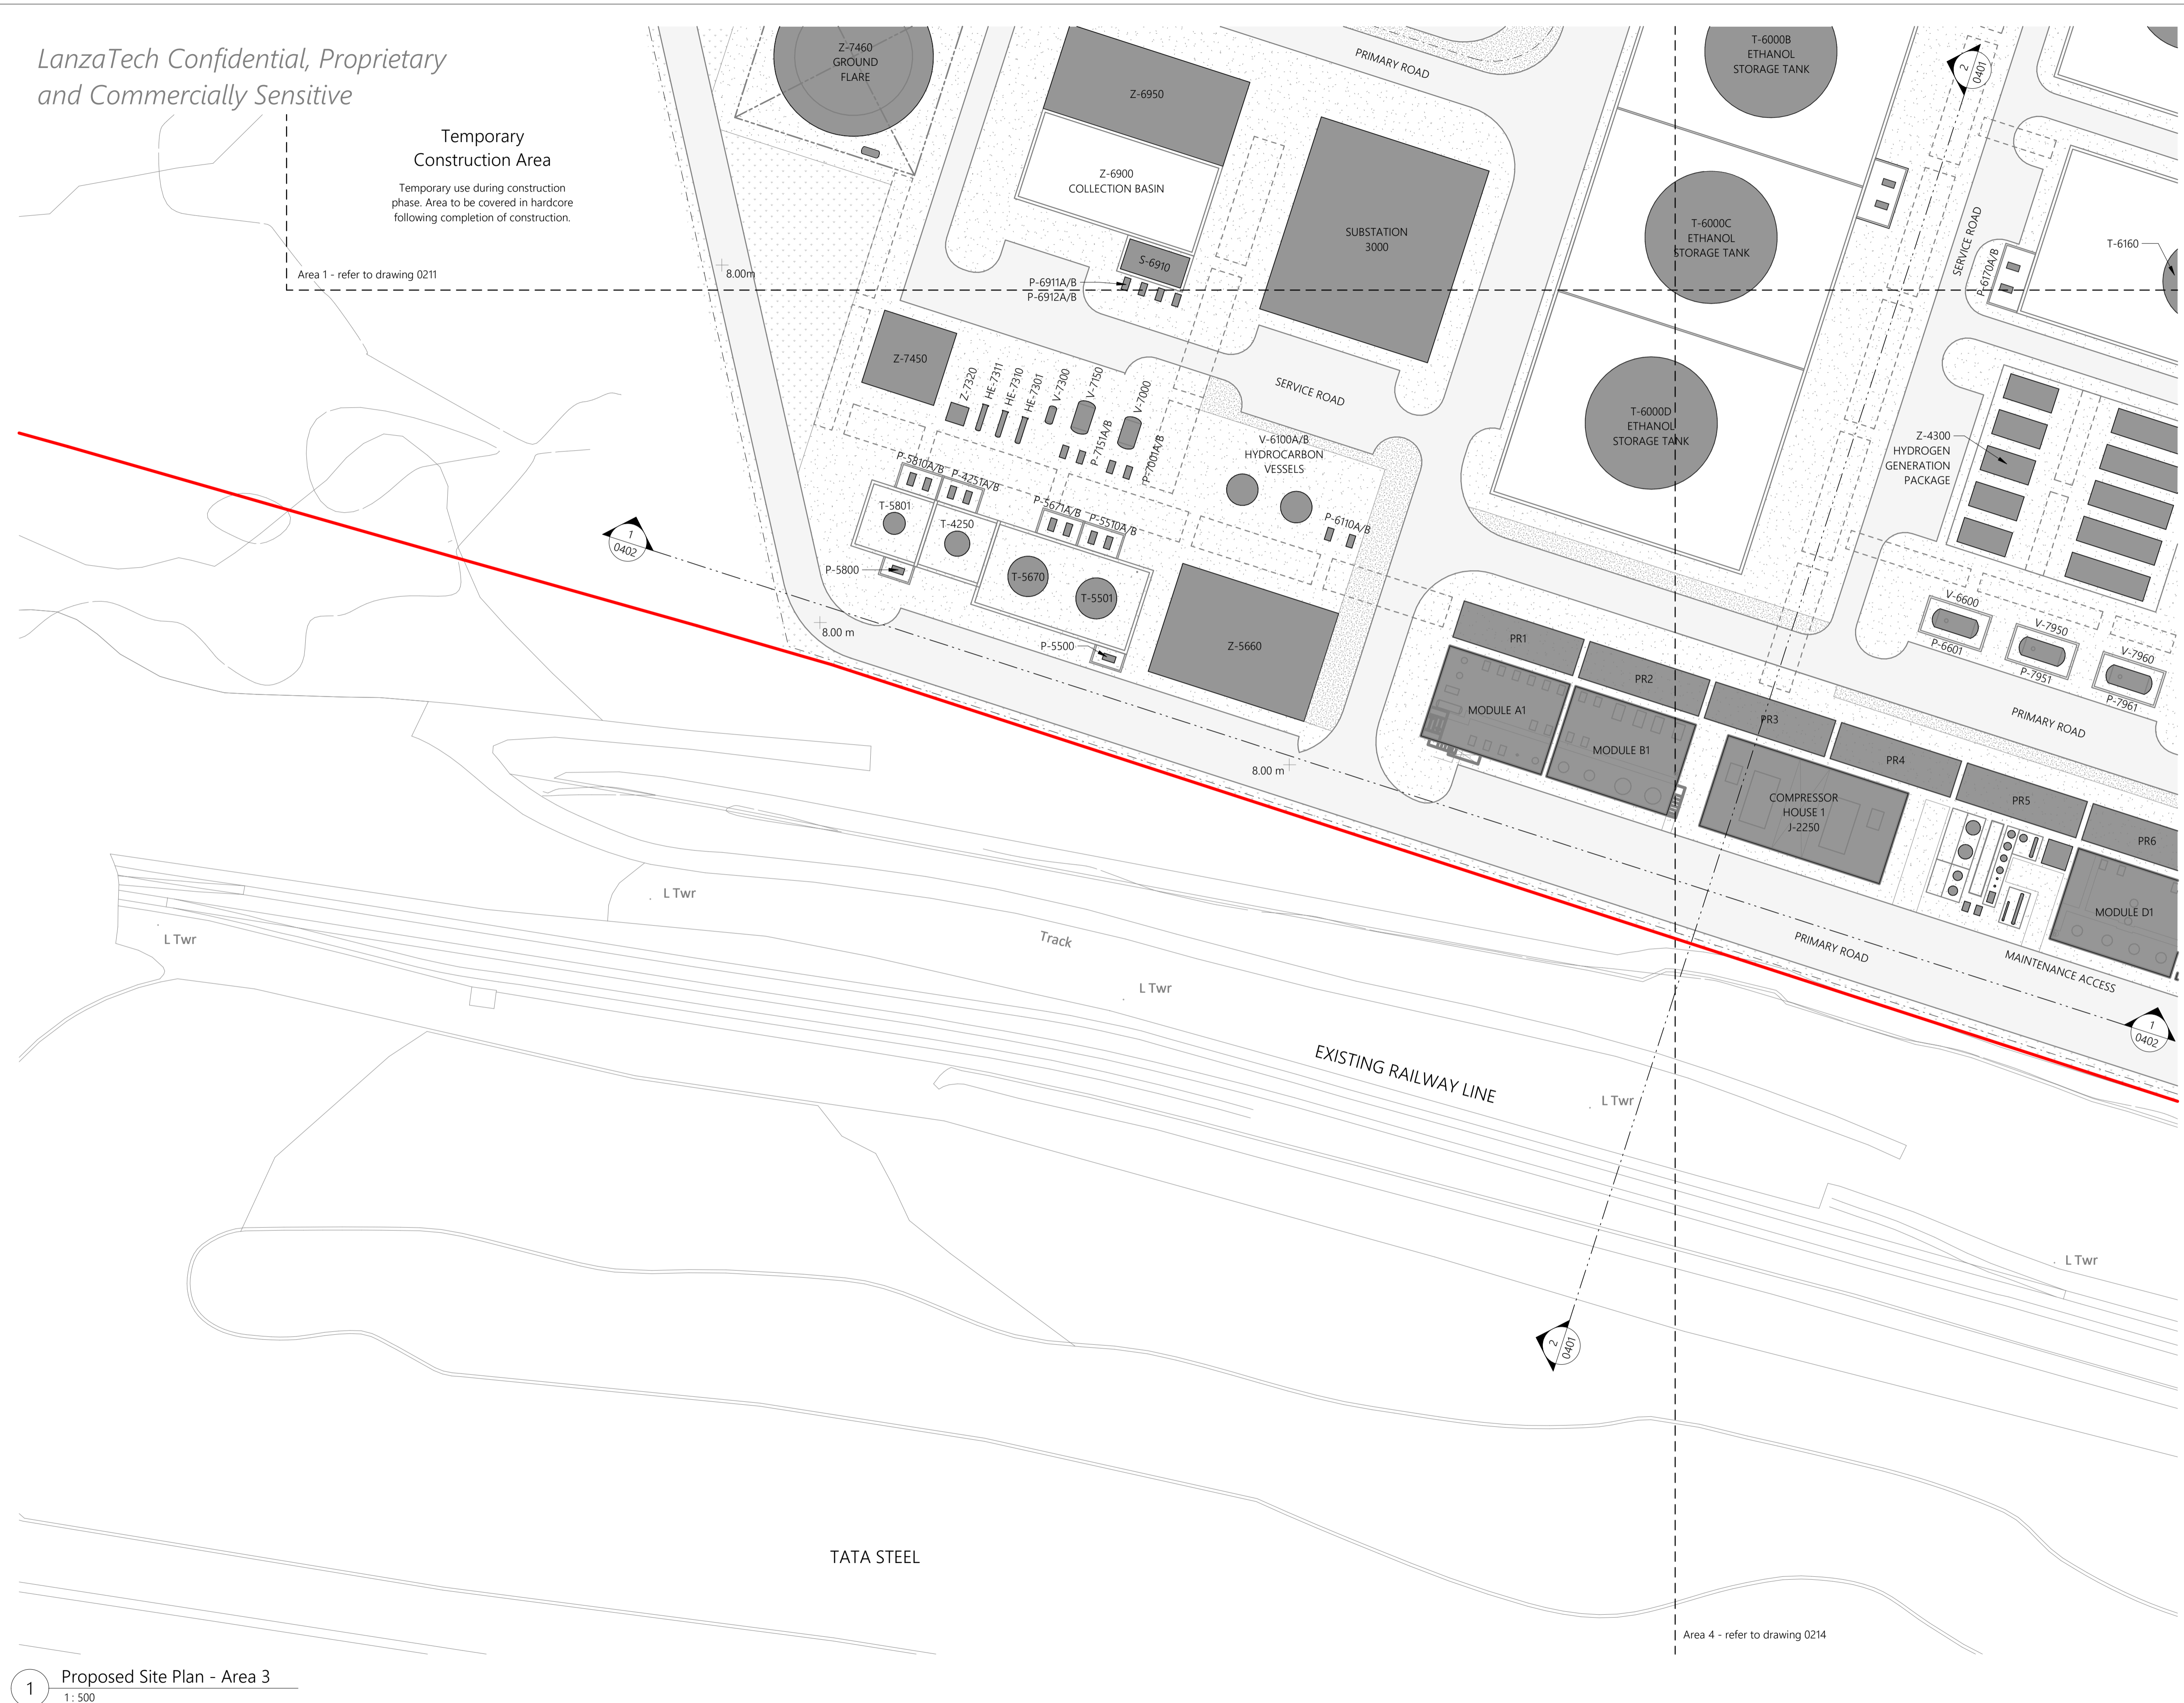 LanzaTech Confidential, Proprietary
and Commercially Sensitive
Temporary
Construction Area
Temporary use during construction
phase. Area to be covered in hardcore
following completion of construction.
Area 1 - refer to drawing 0211
Z-7460
GROUND
FLARE
Z-6950
Z-6900
COLLECTION BASIN
S-6910
P-6911A/B
P-6912A/B
PRIMARY ROAD
SUBSTATION
3000
T-6000B
ETHANOL
STORAGE TANK
T-6000C
ETHANOL
STORAGE TANK
T-6000D
ETHANOL
STORAGE TANK
2
0401
SERVICE ROAD
P-6170A/B
T-6160
8.00m
Z-7450
Z-7320
HE-7311
HE-7310
HE-7301
V-7300
V-7150
V-7000
P-7151A/B
P-7001A/B
SERVICE ROAD
V-6100A/B
HYDROCARBON
VESSELS
P-6110A/B
Z-4300
HYDROGEN
GENERATION
PACKAGE
P-5810A/B
P-4251A/B
P-5671A/B
P-5510A/B
T-5801
T-4250
T-5670
T-5501
P-5800
P-5500
Z-5660
1
0402
8.00 m
8.00 m
V-6600
P-6601
V-7950
P-7951
V-7960
P-7961
PRIMARY ROAD
PR1
PR2
PR3
PR4
PR5
PR6
MODULE A1
MODULE B1
COMPRESSOR
HOUSE 1
J-2250
MODULE D1
PRIMARY ROAD
MAINTENANCE ACCESS
1
0402
L Twr
L Twr
Track
L Twr
EXISTING RAILWAY LINE
L Twr
L Twr
2
0401
TATA STEEL
Area 4 - refer to drawing 0214
1
Proposed Site Plan - Area 3
1 : 500